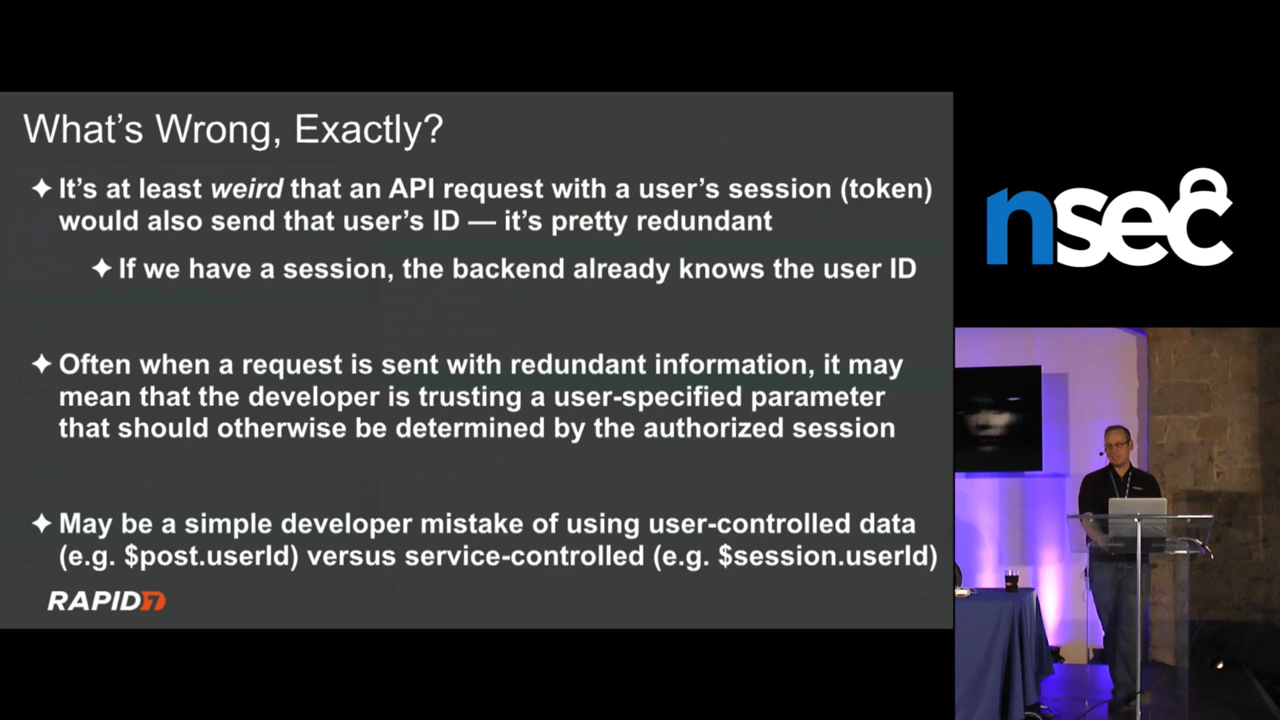 What's Wrong, Exactly?
✦ It's at least weird that an API request with a user's session (token)
would also send that user's ID — it's pretty redundant
✦ If we have a session, the backend already knows the user ID
✦ Often when a request is sent with redundant information, it may
mean that the developer is trusting a user-specified parameter
that should otherwise be determined by the authorized session
✦ May be a simple developer mistake of using user-controlled data
(e.g. $post.userId) versus service-controlled (e.g. $session.userId)
RAPID7
nsec